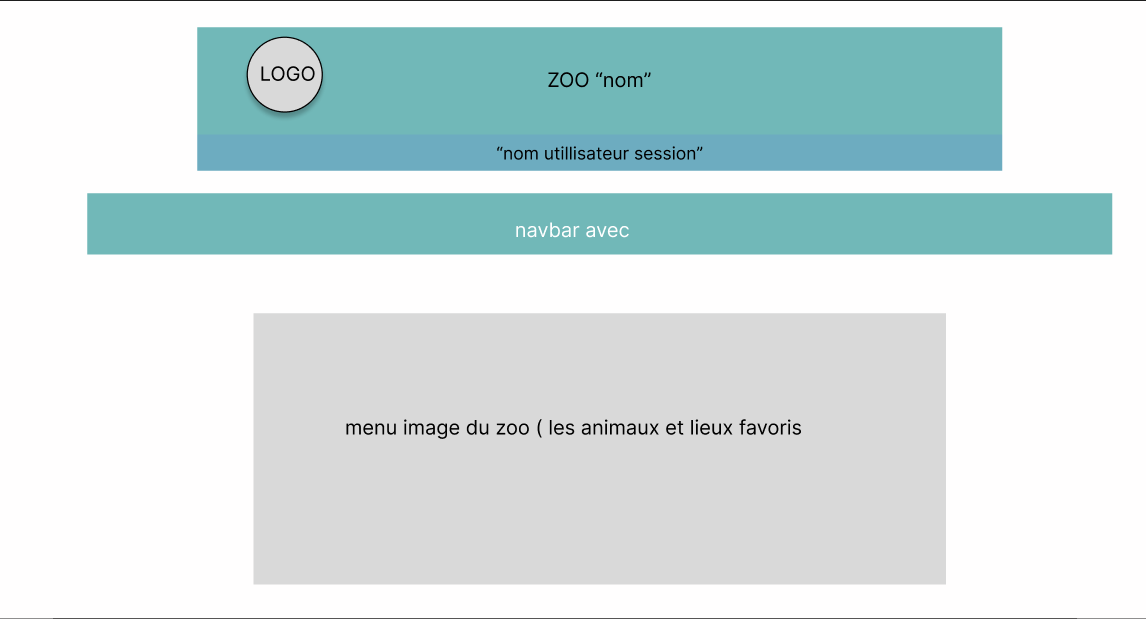 LOGO
ZOO “nom”
“nom utillisateur session”
navbar avec
menu image du zoo ( les animaux et lieux favoris